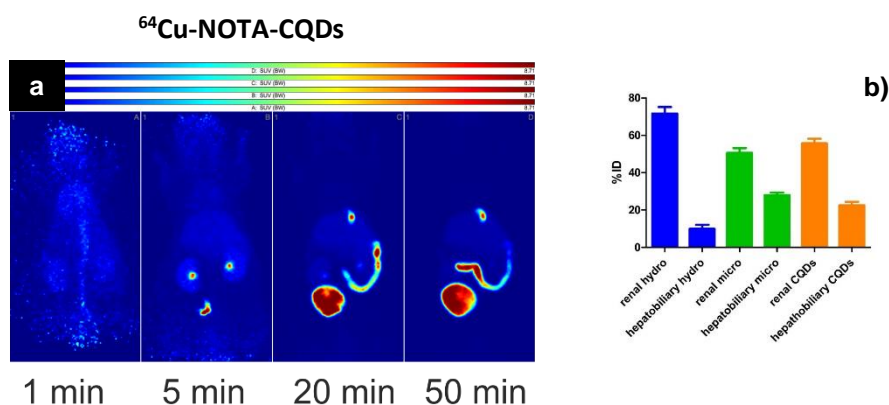 ⁶⁴Cu-NOTA-CQDs
a
D: SUV (BW) 8.71
C: SUV (BW) 8.71
B: SUV (BW) 8.71
A: SUV (BW) 8.71
1 A
1 B
1 C
1 D
1 min 5 min 20 min 50 min
b)
80
60
40
20
0
%ID
renal hydro
hepatobiliary hydro
renal micro
hepatobiliary micro
renal CQDs
hepathobiliary CQDs